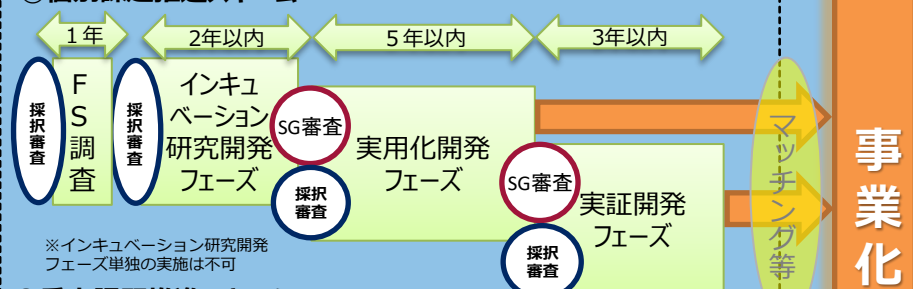 1年
2年以内
5年以内
3年以内
採択審査
FS調査
採択審査
インキュ
ベーション
研究開発
フェーズ
SG審査
採択
審査
実用化開発
フェーズ
SG審査
採択
審査
実証開発
フェーズ
マッチング等
事業化
※インキュベーション研究開発
フェーズ単独の実施は不可